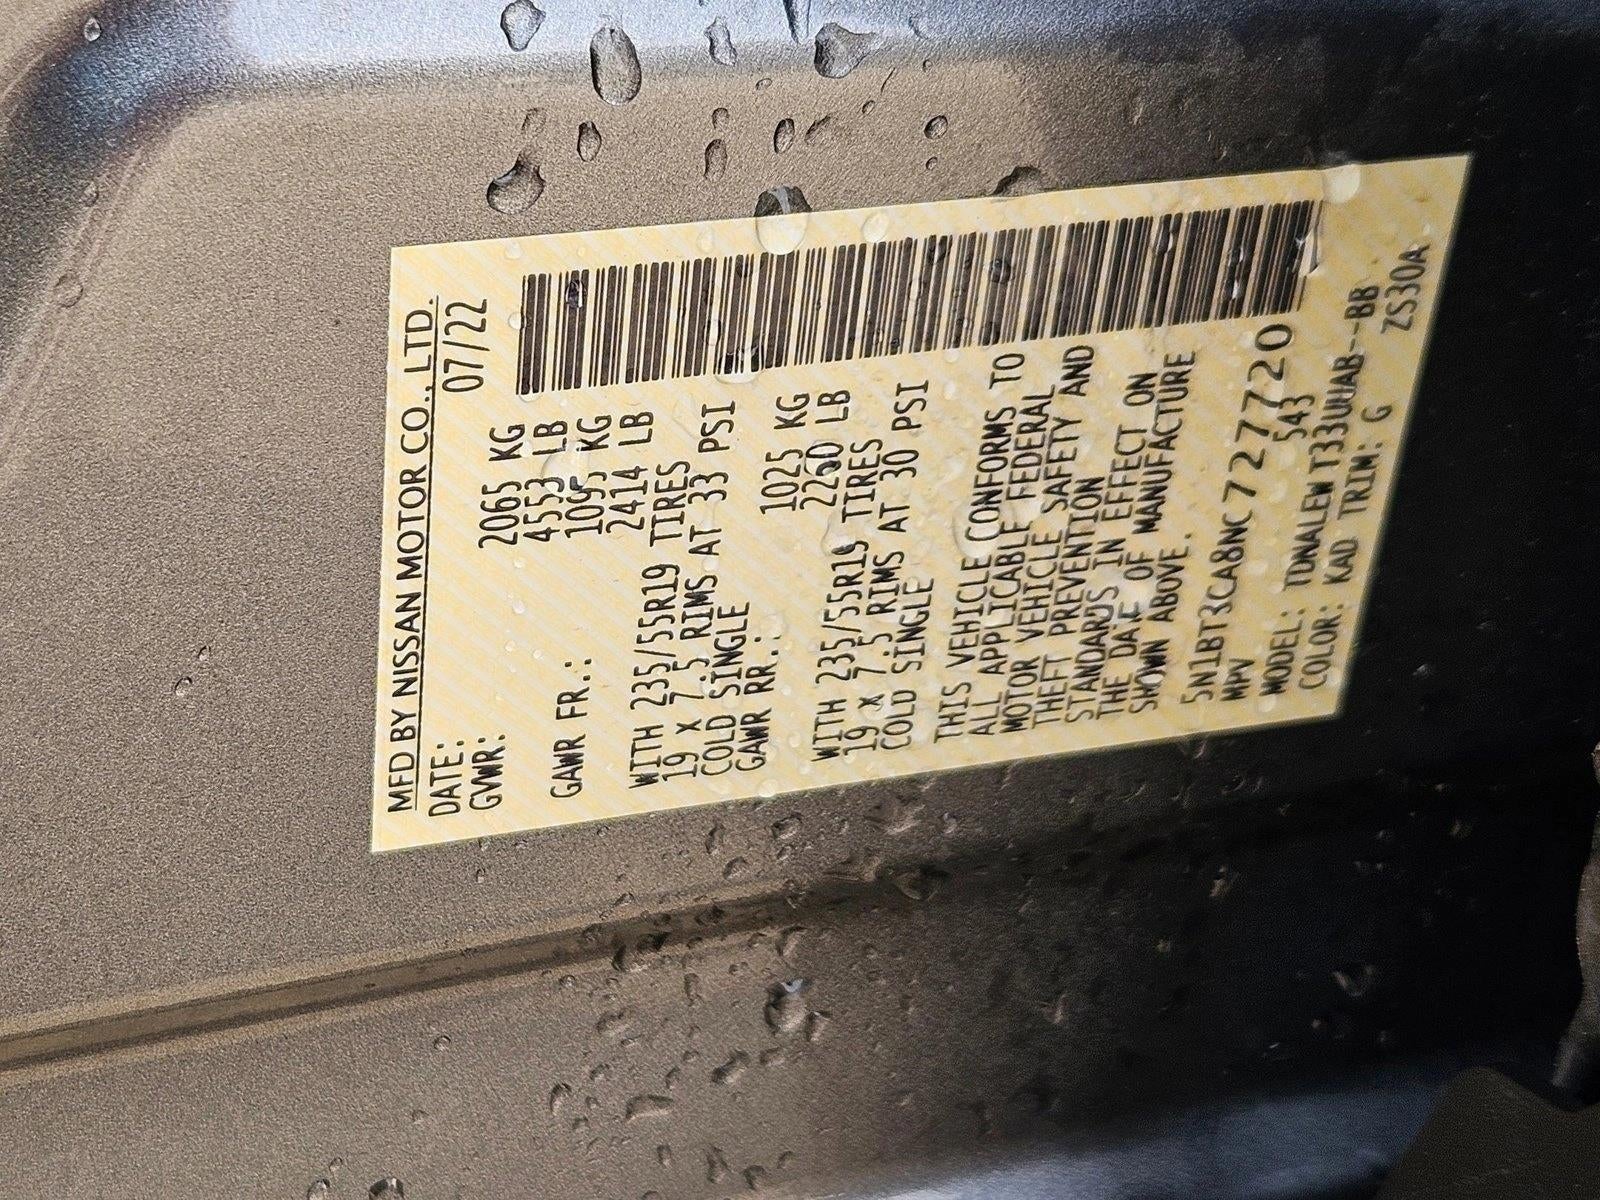 MFD BY NISSAN MOTOR CO., LTD.
DATE: 07/22
GVWR: 2065 KG
4553 LB
GAWR FR.: 1095 KG
2414 LB
WITH 235/55R19 TIRES
19 x 7.5 RIMS AT 33 PSI
COLD SINGLE
GAWR RR.: 1025 KG
2260 LB
WITH 235/55R19 TIRES
19 x 7.5 RIMS AT 30 PSI
COLD SINGLE
THIS VEHICLE CONFORMS TO
ALL APPLICABLE FEDERAL
MOTOR VEHICLE SAFETY AND
THEFT PREVENTION
STANDARDS IN EFFECT ON
THE DATE OF MANUFACTURE
SHOWN ABOVE.
5N1BT3CA8NC727720
MPV 543
MODEL: TDNALEWT33UUAB--BB
COLOR: KAD TRIM: G ZS30A